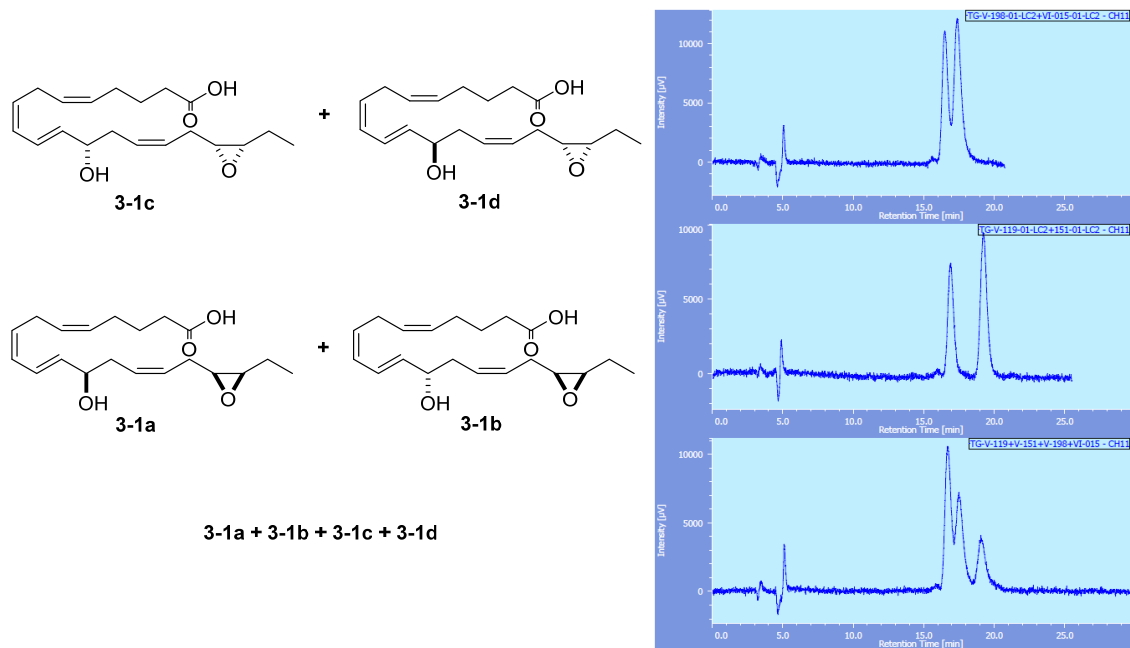 OH
O
+
OH
O
OH
O
OH
O
3-1c
3-1d
OH
O
+
OH
O
OH
O
OH
O
3-1a
3-1b
3-1a + 3-1b + 3-1c + 3-1d
TG-V-198-01-LC2+VI-015-01-LC2 - CH11
Intensity [µV]
10000
5000
0
0.0 5.0 10.0 15.0 20.0 25.0
Retention Time [min]
TG-V-119-01-LC2+151-01-LC2 - CH11
Intensity [µV]
10000
5000
0
0.0 5.0 10.0 15.0 20.0 25.0
Retention Time [min]
TG-V-119+V-151+V-198+VI-015 - CH11
Intensity [µV]
10000
5000
0
0.0 5.0 10.0 15.0 20.0 25.0
Retention Time [min]